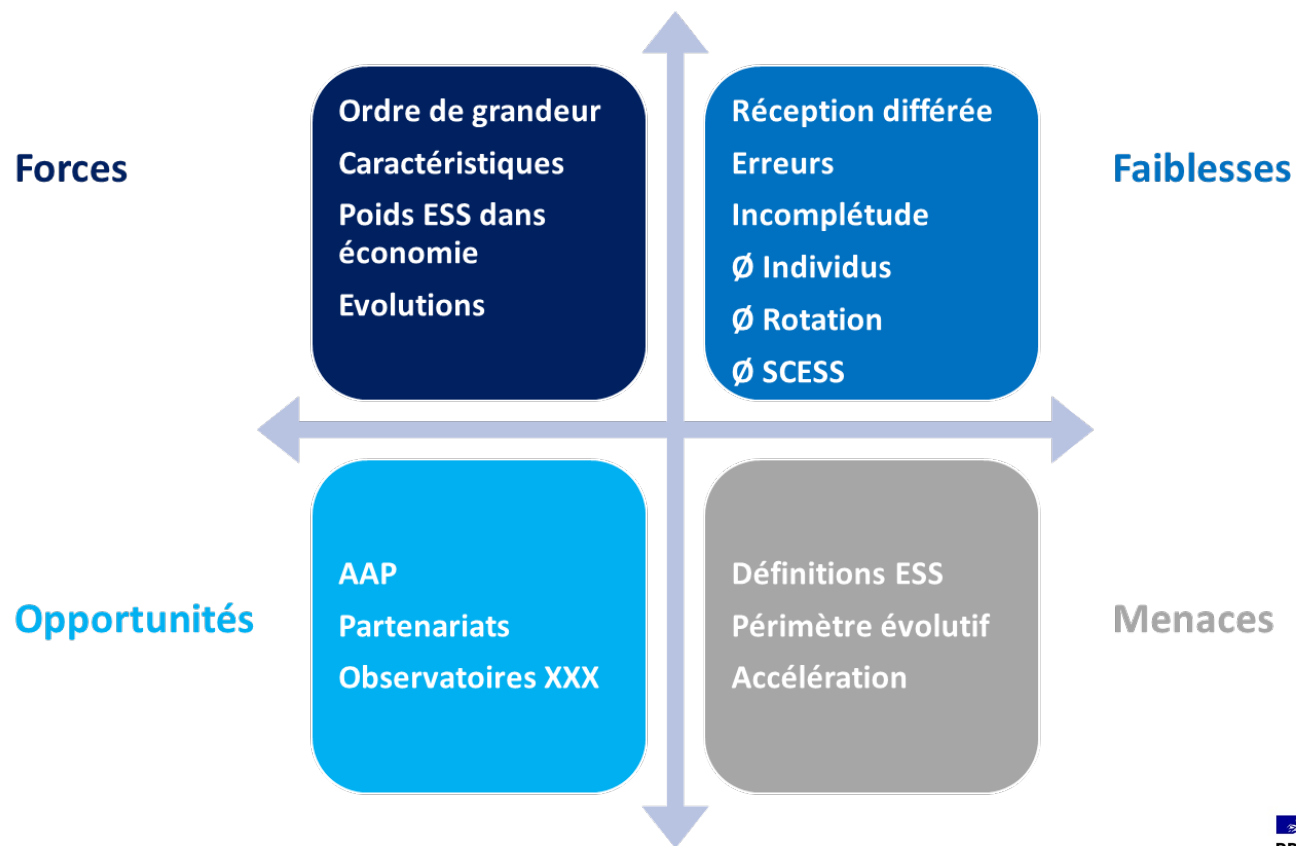 Forces
Ordre de grandeur
Caractéristiques
Poids ESS dans
économie
Evolutions
Réception différée
Erreurs
Incomplétude
Ø Individus
Ø Rotation
Ø SCESS
Faiblesses
Opportunités
AAP
Partenariats
Observatoires XXX
Définitions ESS
Périmètre évolutif
Accélération
Menaces